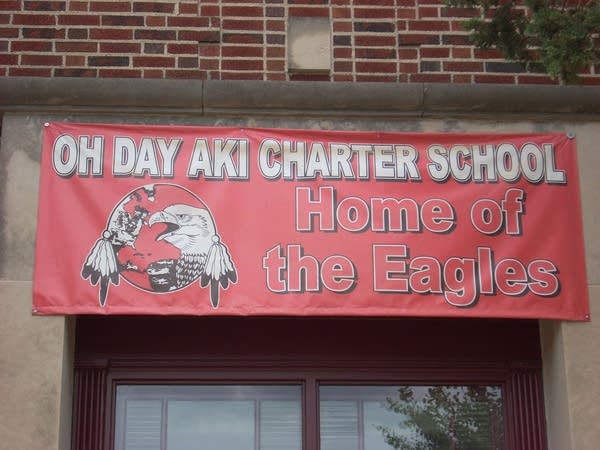 OH DAY AKI CHARTER SCHOOL
Home of
the Eagles